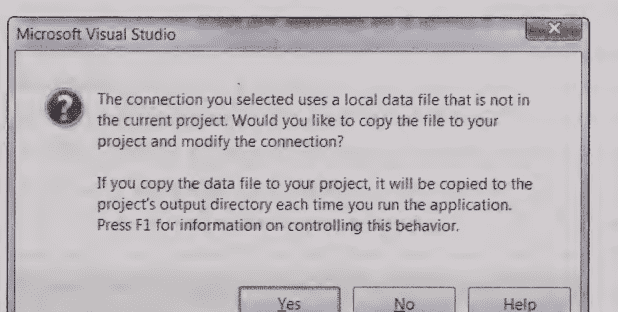 Microsoft Visual Studio
The connection you selected uses a local data file that is not in
the current project. Would you like to copy the file to your
project and modify the connection?
If you copy the data file to your project, it will be copied to the
project's output directory each time you run the application.
Press F1 for information on controlling this behavior.
Yes
No
Help